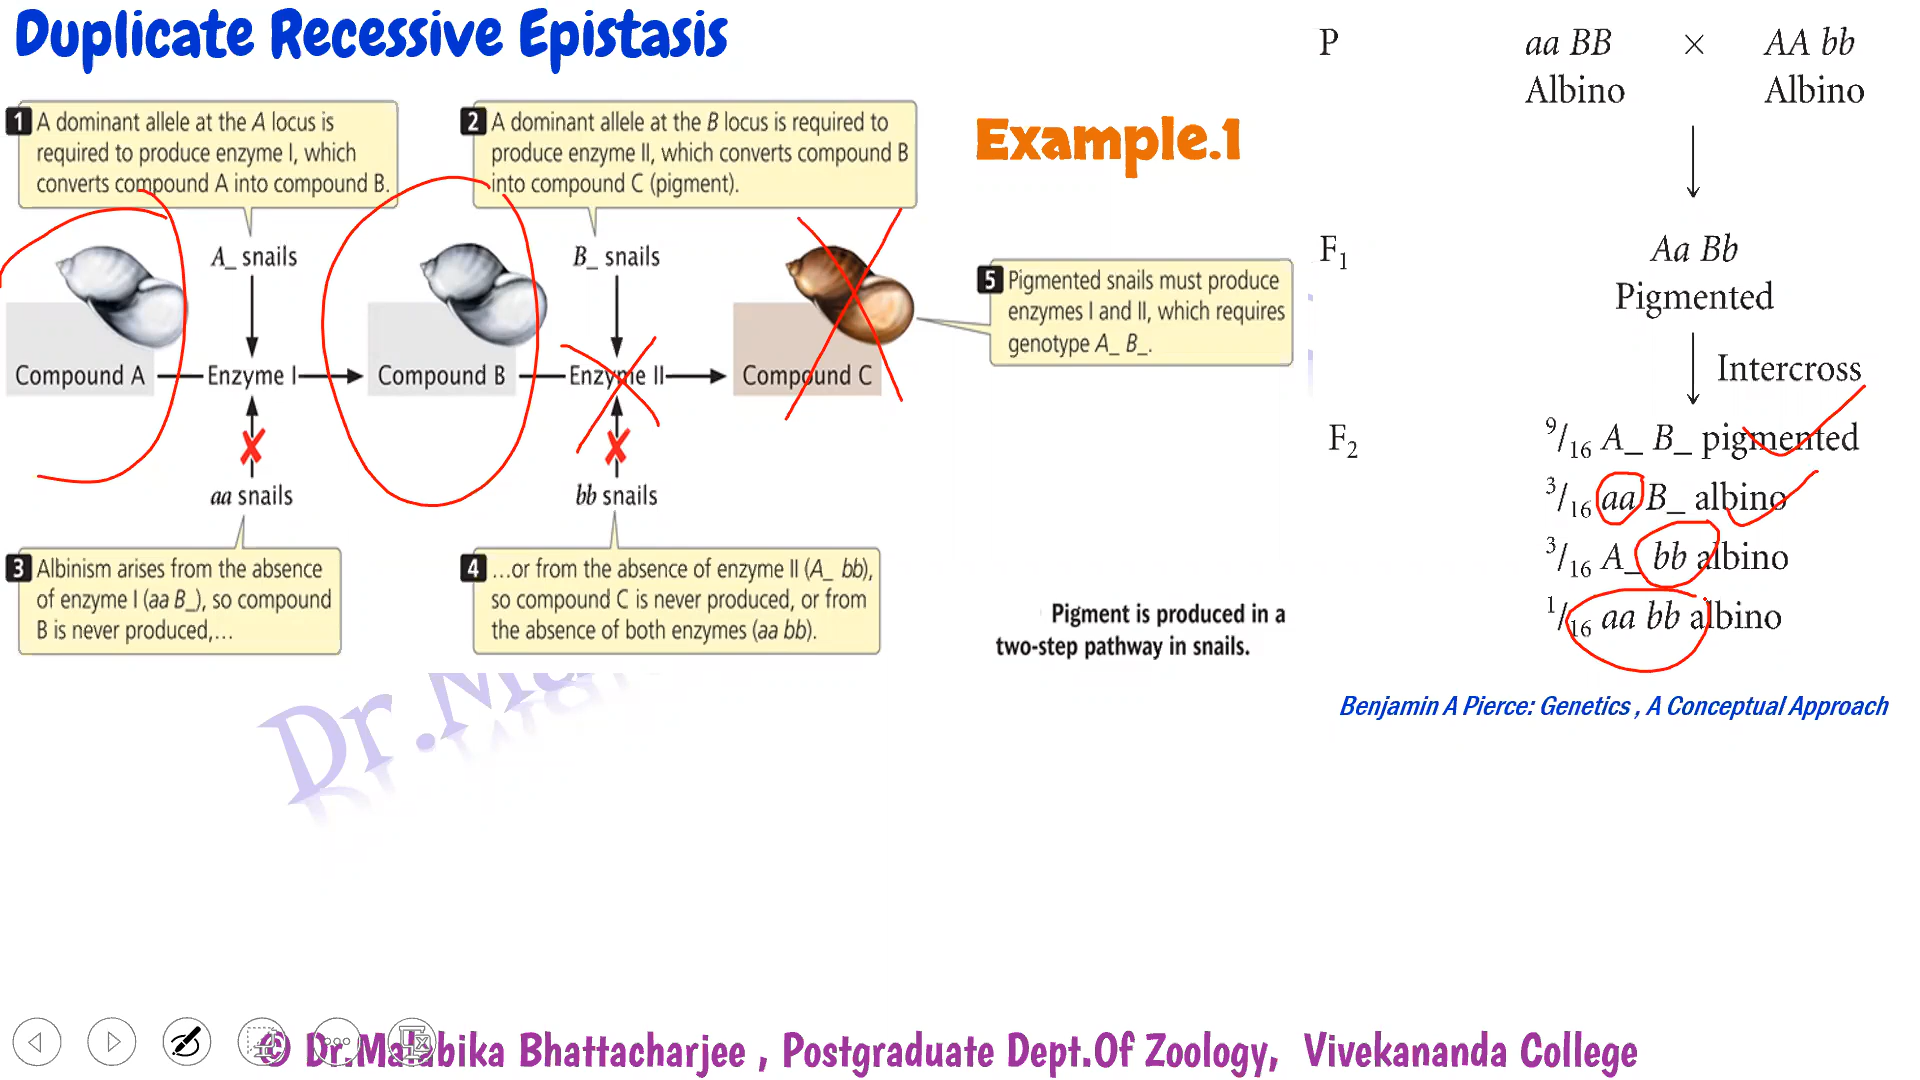 Duplicate Recessive Epistasis
1 A dominant allele at the A locus is
required to produce enzyme I, which
converts compound A into compound B.
2 A dominant allele at the B locus is required to
produce enzyme II, which converts compound B
into compound C (pigment).
A_ snails
B_ snails
Compound A
Enzyme I
Compound B
Enzyme II
Compound C
aa snails
bb snails
3 Albinism arises from the absence
of enzyme I (aa B_), so compound
B is never produced,...
4 ...or from the absence of enzyme II (A_ bb),
so compound C is never produced, or from
the absence of both enzymes (aa bb).
Example.1
5 Pigmented snails must produce
enzymes I and II, which requires
genotype A_ B_.
Pigment is produced in a
two-step pathway in snails.
P aa BB × AA bb
Albino Albino
F1 Aa Bb
Pigmented
Intercross
F2 9/16 A_ B_ pigmented
3/16 aa B_ albino
3/16 A_ bb albino
1/16 aa bb albino
Benjamin A Pierce: Genetics , A Conceptual Approach
Dr.
© Dr.Malabika Bhattacharjee , Postgraduate Dept.Of Zoology, Vivekananda College